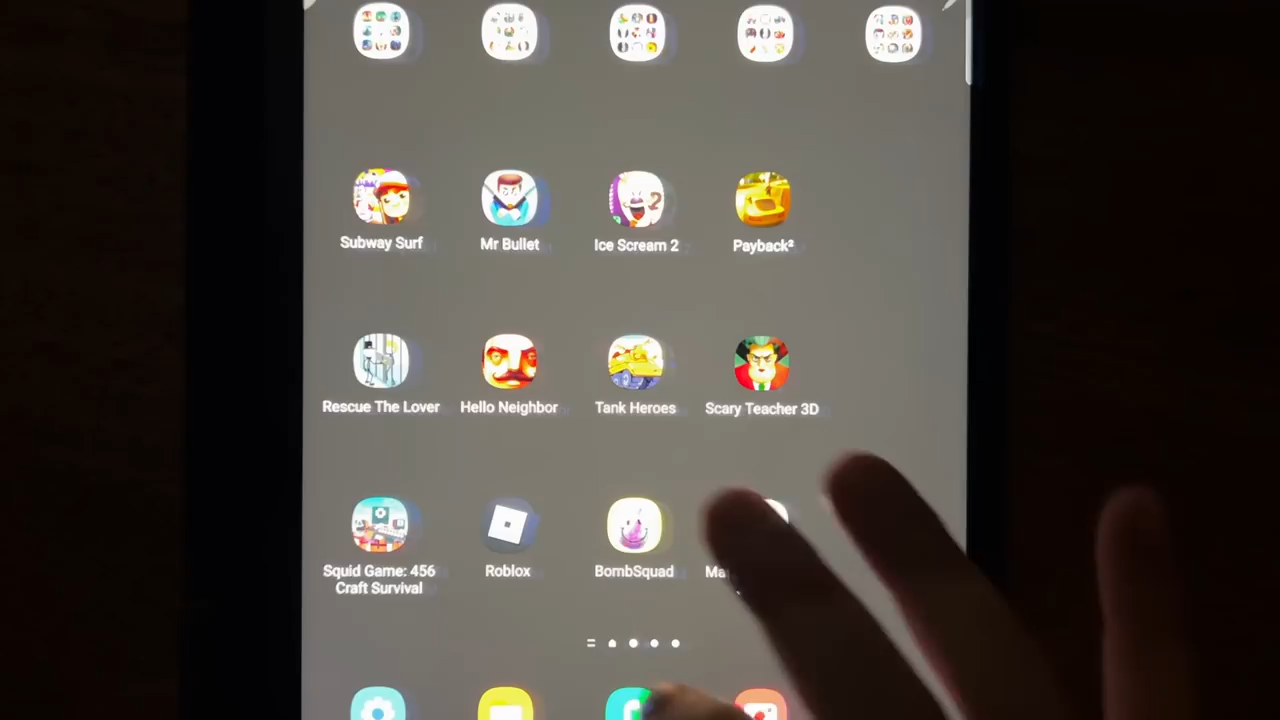 Subway Surf
Mr Bullet
Ice Scream 2
Payback²
Rescue The Lover
Hello Neighbor
Tank Heroes
Scary Teacher 3D
Squid Game: 456
Craft Survival
Roblox
BombSquad